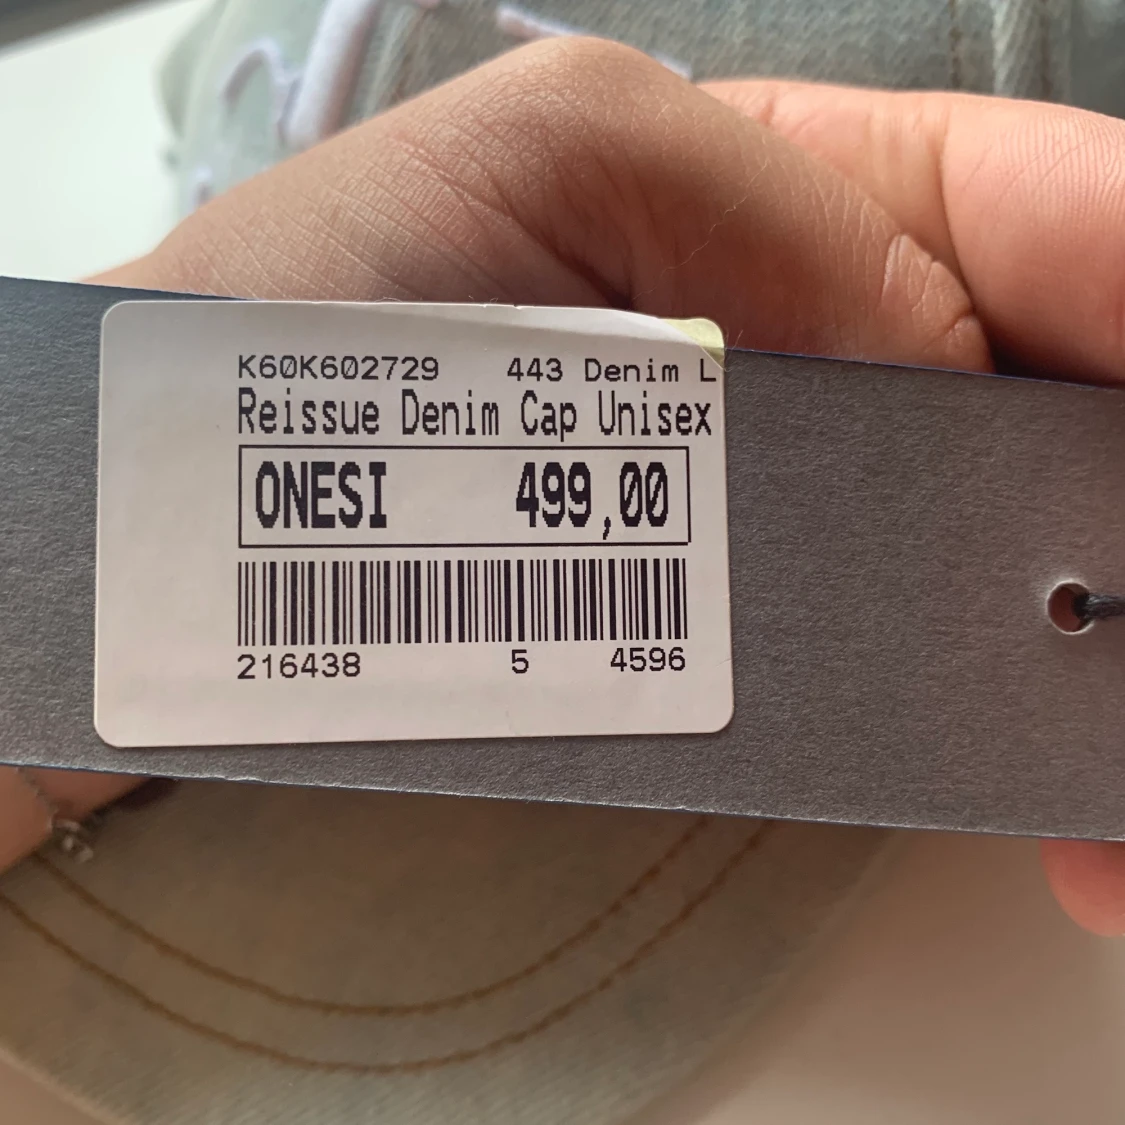 K60K602729 443 Denim L
Reissue Denim Cap Unisex
ONESI 499,00
216438 5 4596